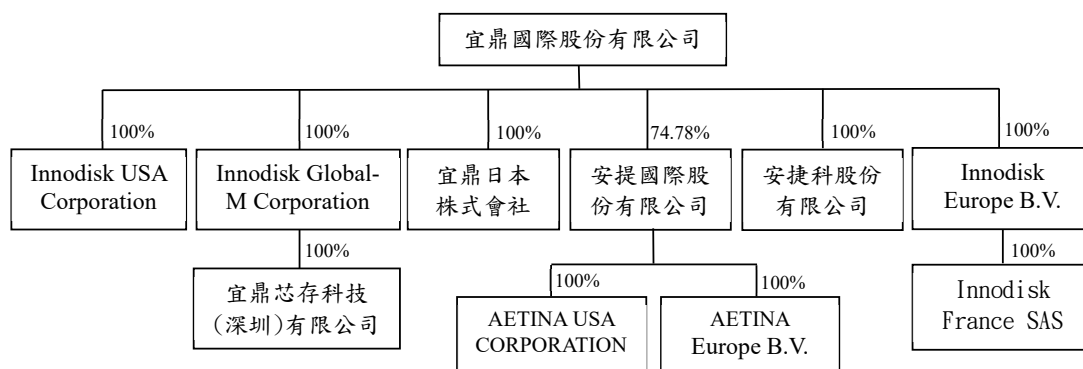 宜鼎國際股份有限公司
100%
100%
100%
74.78%
100%
100%
Innodisk USA
Corporation
Innodisk Global-
M Corporation
宜鼎日本
株式會社
安提國際股
份有限公司
安捷科股份
有限公司
Innodisk
Europe B.V.
100%
100%
100%
100%
宜鼎芯存科技
(深圳)有限公司
AETINA USA
CORPORATION
AETINA
Europe B.V.
Innodisk
France SAS